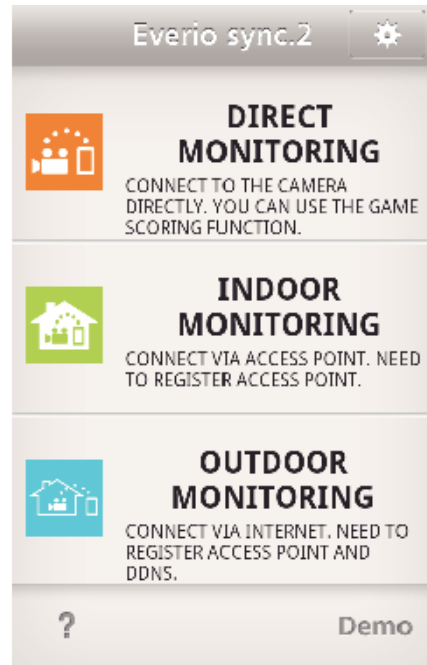 Everio sync.2
DIRECT
MONITORING
CONNECT TO THE CAMERA
DIRECTLY. YOU CAN USE THE GAME
SCORING FUNCTION.
INDOOR
MONITORING
CONNECT VIA ACCESS POINT. NEED
TO REGISTER ACCESS POINT.
OUTDOOR
MONITORING
CONNECT VIA INTERNET. NEED TO
REGISTER ACCESS POINT AND
DDNS.
? Demo